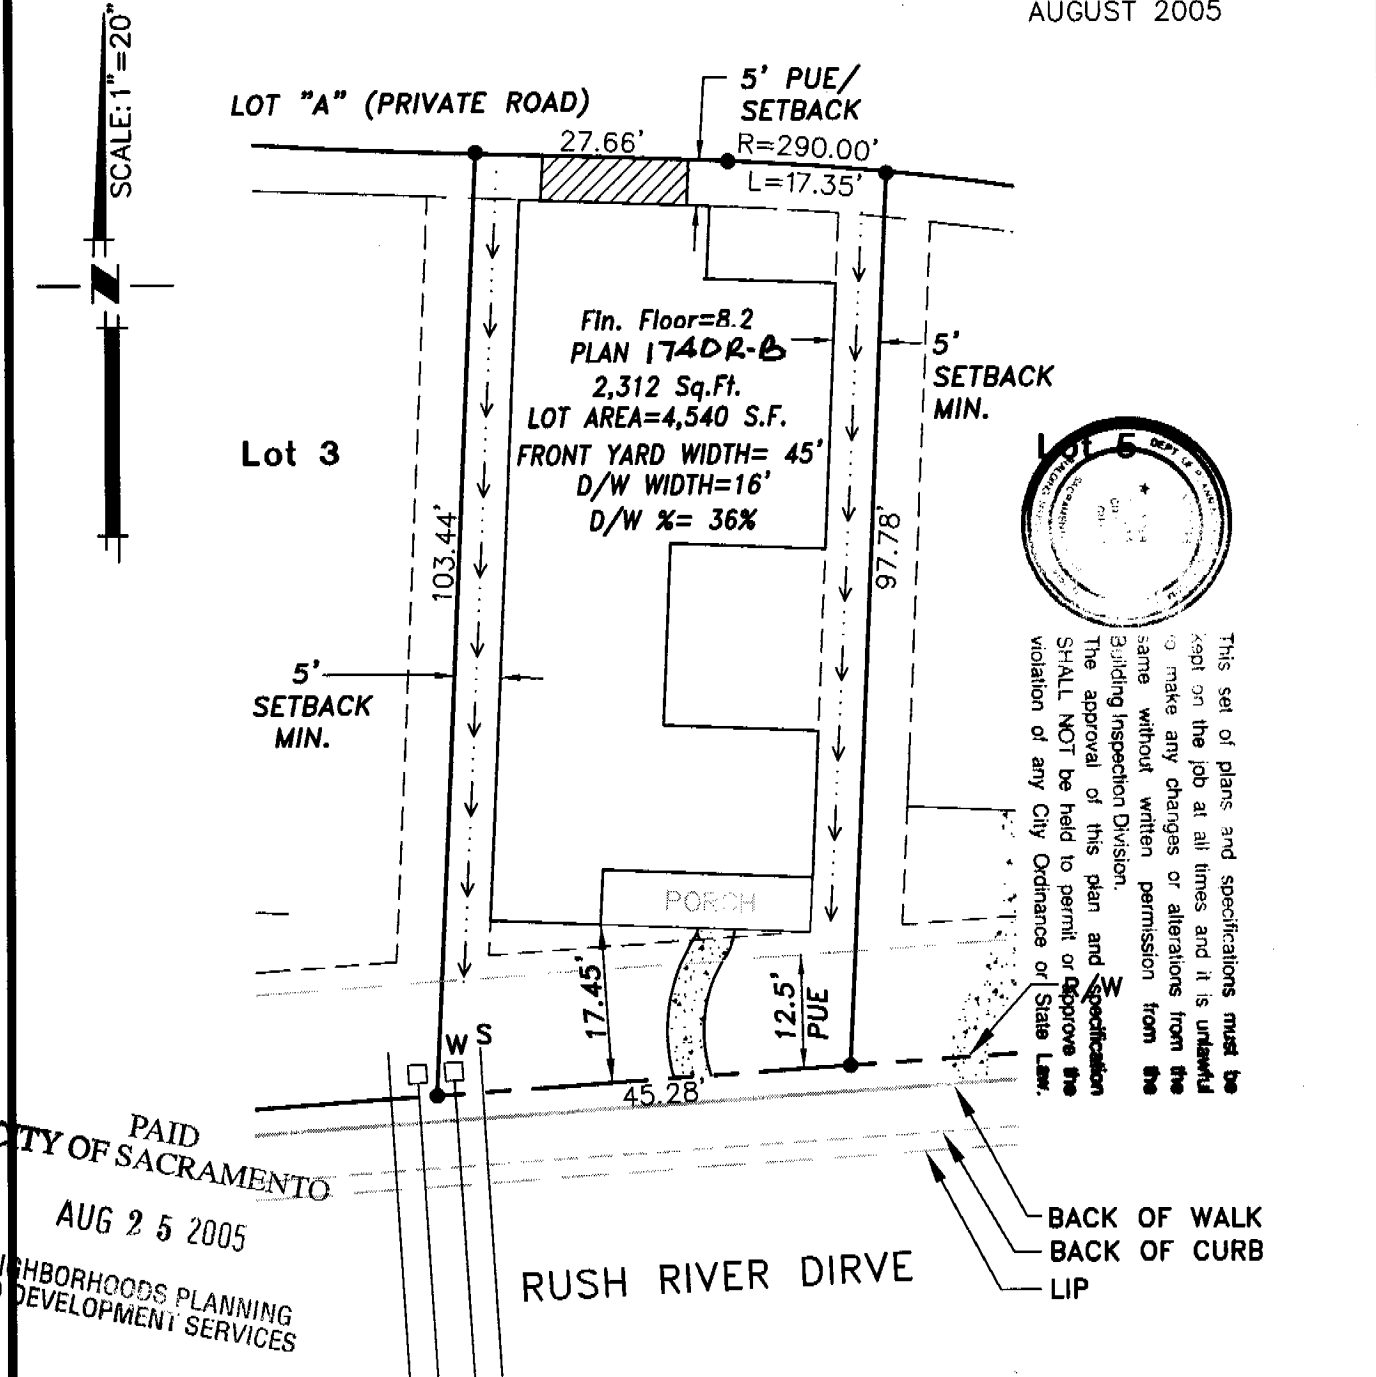 AUGUST 2005
SCALE: 1"=20"
LOT "A" (PRIVATE ROAD)
5' PUE/
SETBACK
27.66'
R=290.00'
L=17.35'
Fin. Floor=8.2
PLAN 174DR-B
2,312 Sq.Ft.
LOT AREA=4,540 S.F.
FRONT YARD WIDTH= 45'
D/W WIDTH=16'
D/W %= 36%
5'
SETBACK
MIN.
Lot 3
Lot 5
DEPT OF
103.44'
97.78'
5'
SETBACK
MIN.
This set of plans and specifications must be
kept on the job at all times and it is unlawful
to make any changes or alterations from the
same without written permission from the
Building Inspection Division.
The approval of this plan and specification
SHALL NOT be held to permit or approve the
violation of any City Ordinance or State Law.
PORCH
17.45'
12.5'
PUE
R/W
W S
45.28'
PAID
CITY OF SACRAMENTO
AUG 25 2005
IGHBORHOODS PLANNING
DEVELOPMENT SERVICES
RUSH RIVER DIRVE
BACK OF WALK
BACK OF CURB
LIP